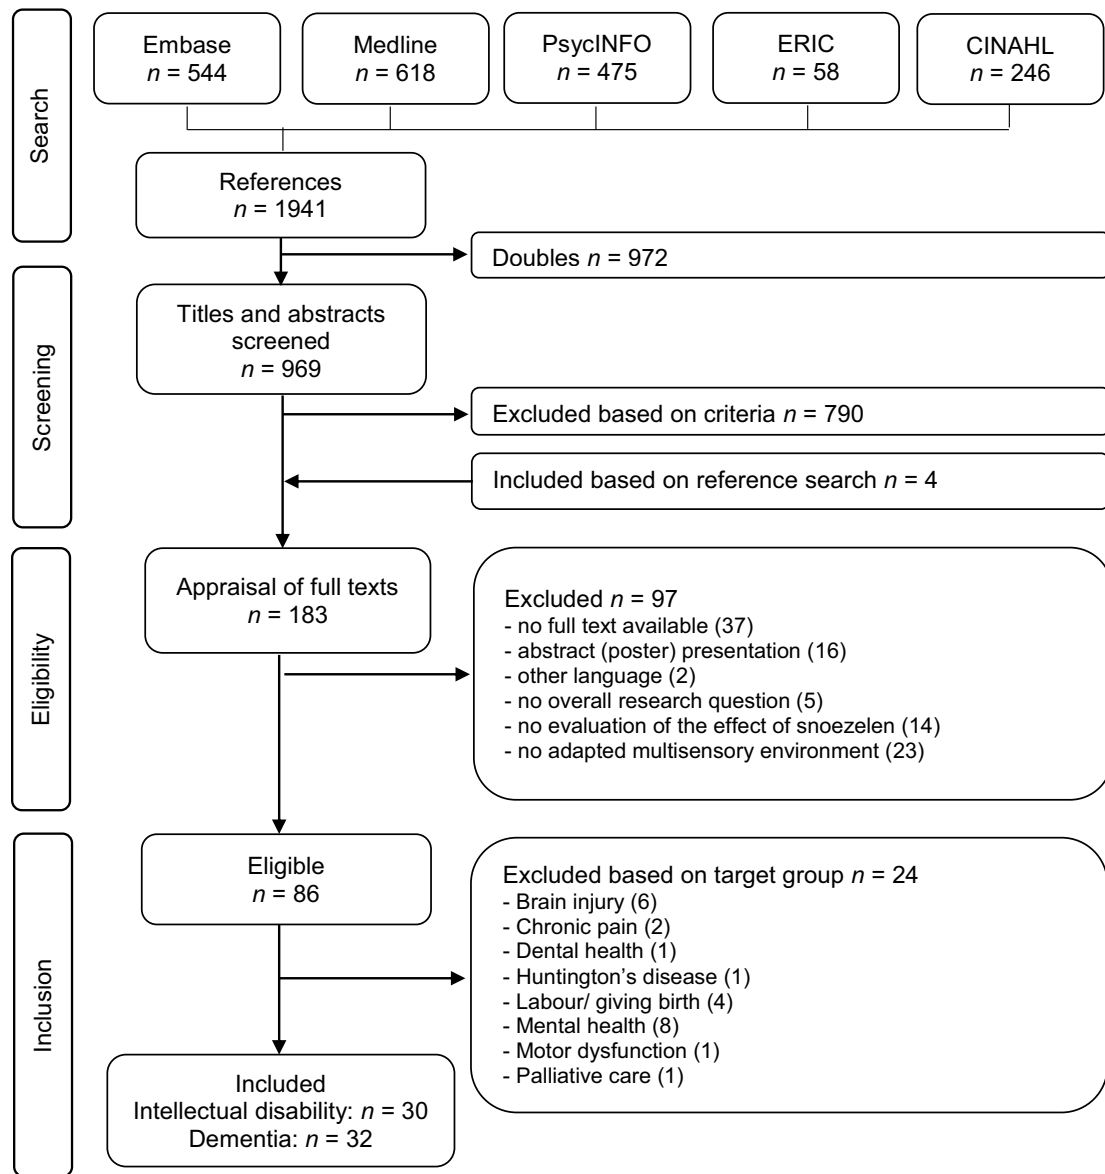 Search
Embase
n = 544
Medline
n = 618
PsycINFO
n = 475
ERIC
n = 58
CINAHL
n = 246
References
n = 1941
Doubles n = 972
Screening
Titles and abstracts
screened
n = 969
Excluded based on criteria n = 790
Included based on reference search n = 4
Eligibility
Appraisal of full texts
n = 183
Excluded n = 97
- no full text available (37)
- abstract (poster) presentation (16)
- other language (2)
- no overall research question (5)
- no evaluation of the effect of snoezelen (14)
- no adapted multisensory environment (23)
Inclusion
Eligible
n = 86
Excluded based on target group n = 24
- Brain injury (6)
- Chronic pain (2)
- Dental health (1)
- Huntington’s disease (1)
- Labour/ giving birth (4)
- Mental health (8)
- Motor dysfunction (1)
- Palliative care (1)
Included
Intellectual disability: n = 30
Dementia: n = 32